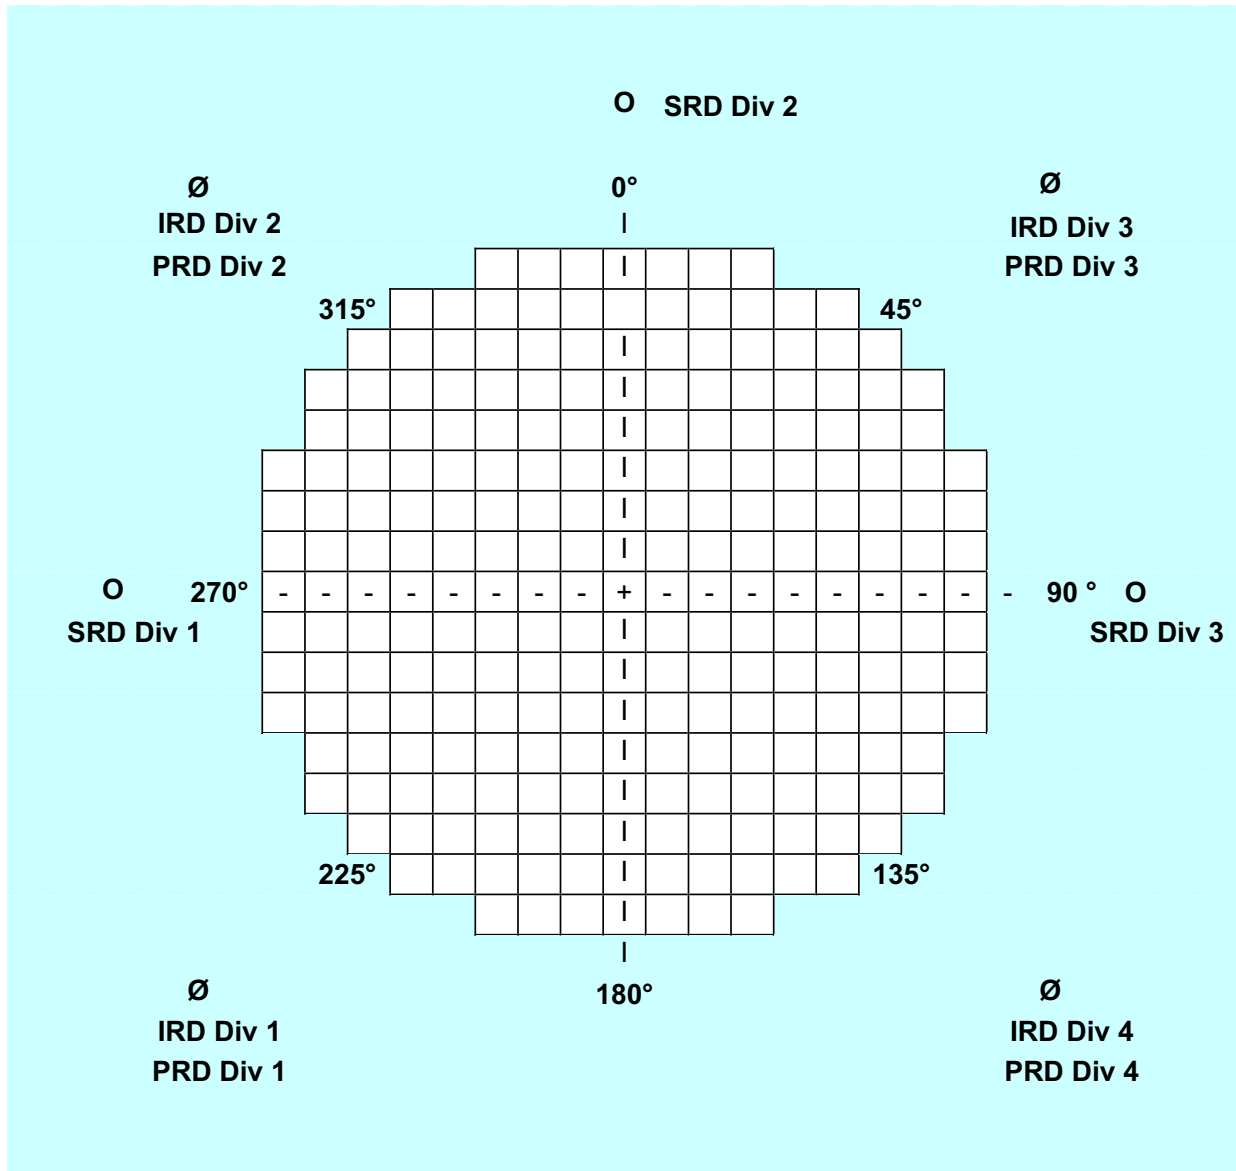 O SRD Div 2
Ø
0°
Ø
IRD Div 2
IRD Div 3
PRD Div 2
PRD Div 3
315°
45°
O 270° - - - - - - - - + - - - - - - - - - 90 ° O
SRD Div 1
SRD Div 3
225°
135°
Ø
180°
Ø
IRD Div 1
IRD Div 4
PRD Div 1
PRD Div 4